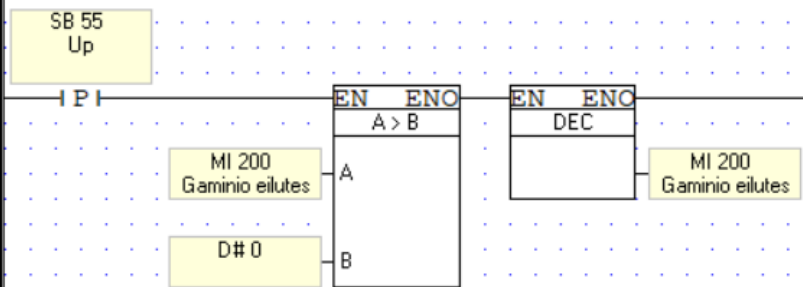 SB 55
Up
P
EN ENO
A > B
EN ENO
DEC
MI 200
Gaminio eilutes
A
MI 200
Gaminio eilutes
D# 0
B